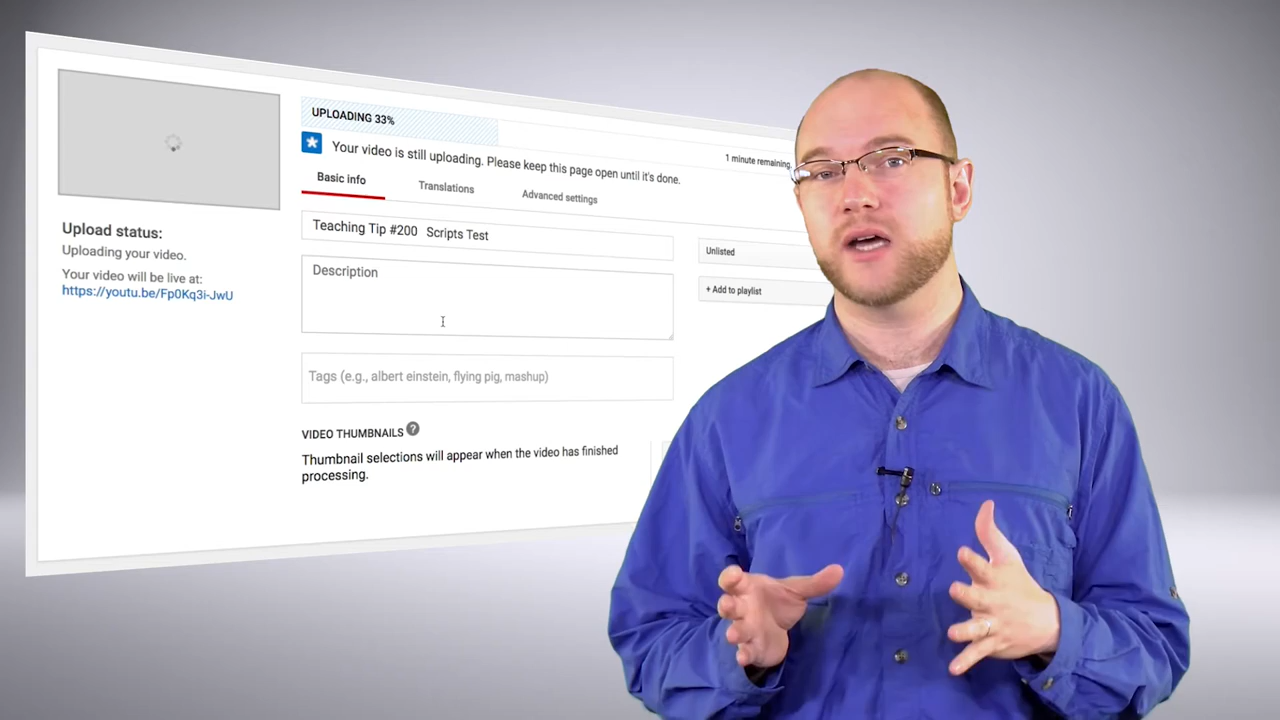 UPLOADING 33%
1 minute remaining.
Your video is still uploading. Please keep this page open until it's done.
Basic info
Translations
Advanced settings
Teaching Tip #200 Scripts Test
Unlisted
Description
+ Add to playlist
Upload status:
Uploading your video.
Your video will be live at:
https://youtu.be/Fp0Kq3i-JwU
Tags (e.g., albert einstein, flying pig, mashup)
VIDEO THUMBNAILS ?
Thumbnail selections will appear when the video has finished
processing.